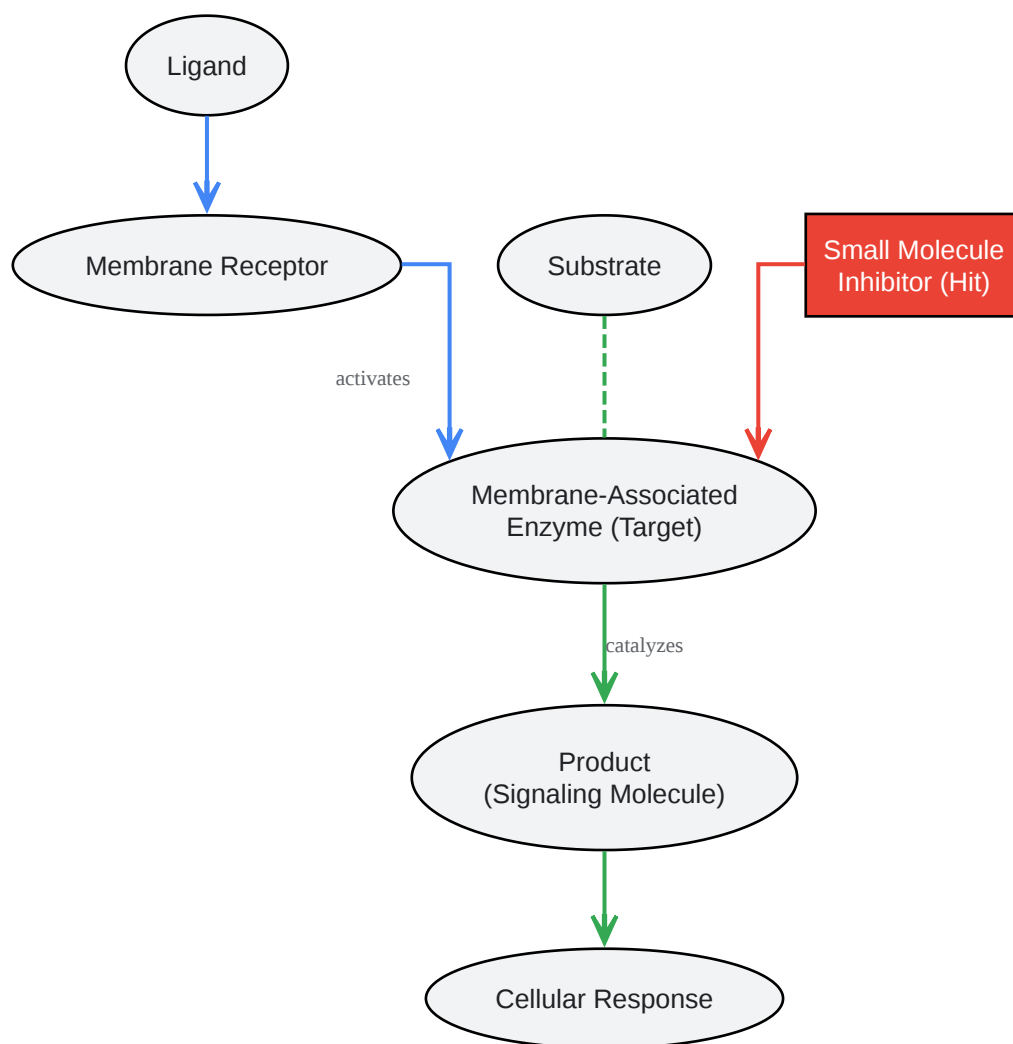 Ligand
Membrane Receptor
Substrate
Small Molecule
Inhibitor (Hit)
activates
Membrane-Associated
Enzyme (Target)
catalyzes
Product
(Signaling Molecule)
Cellular Response